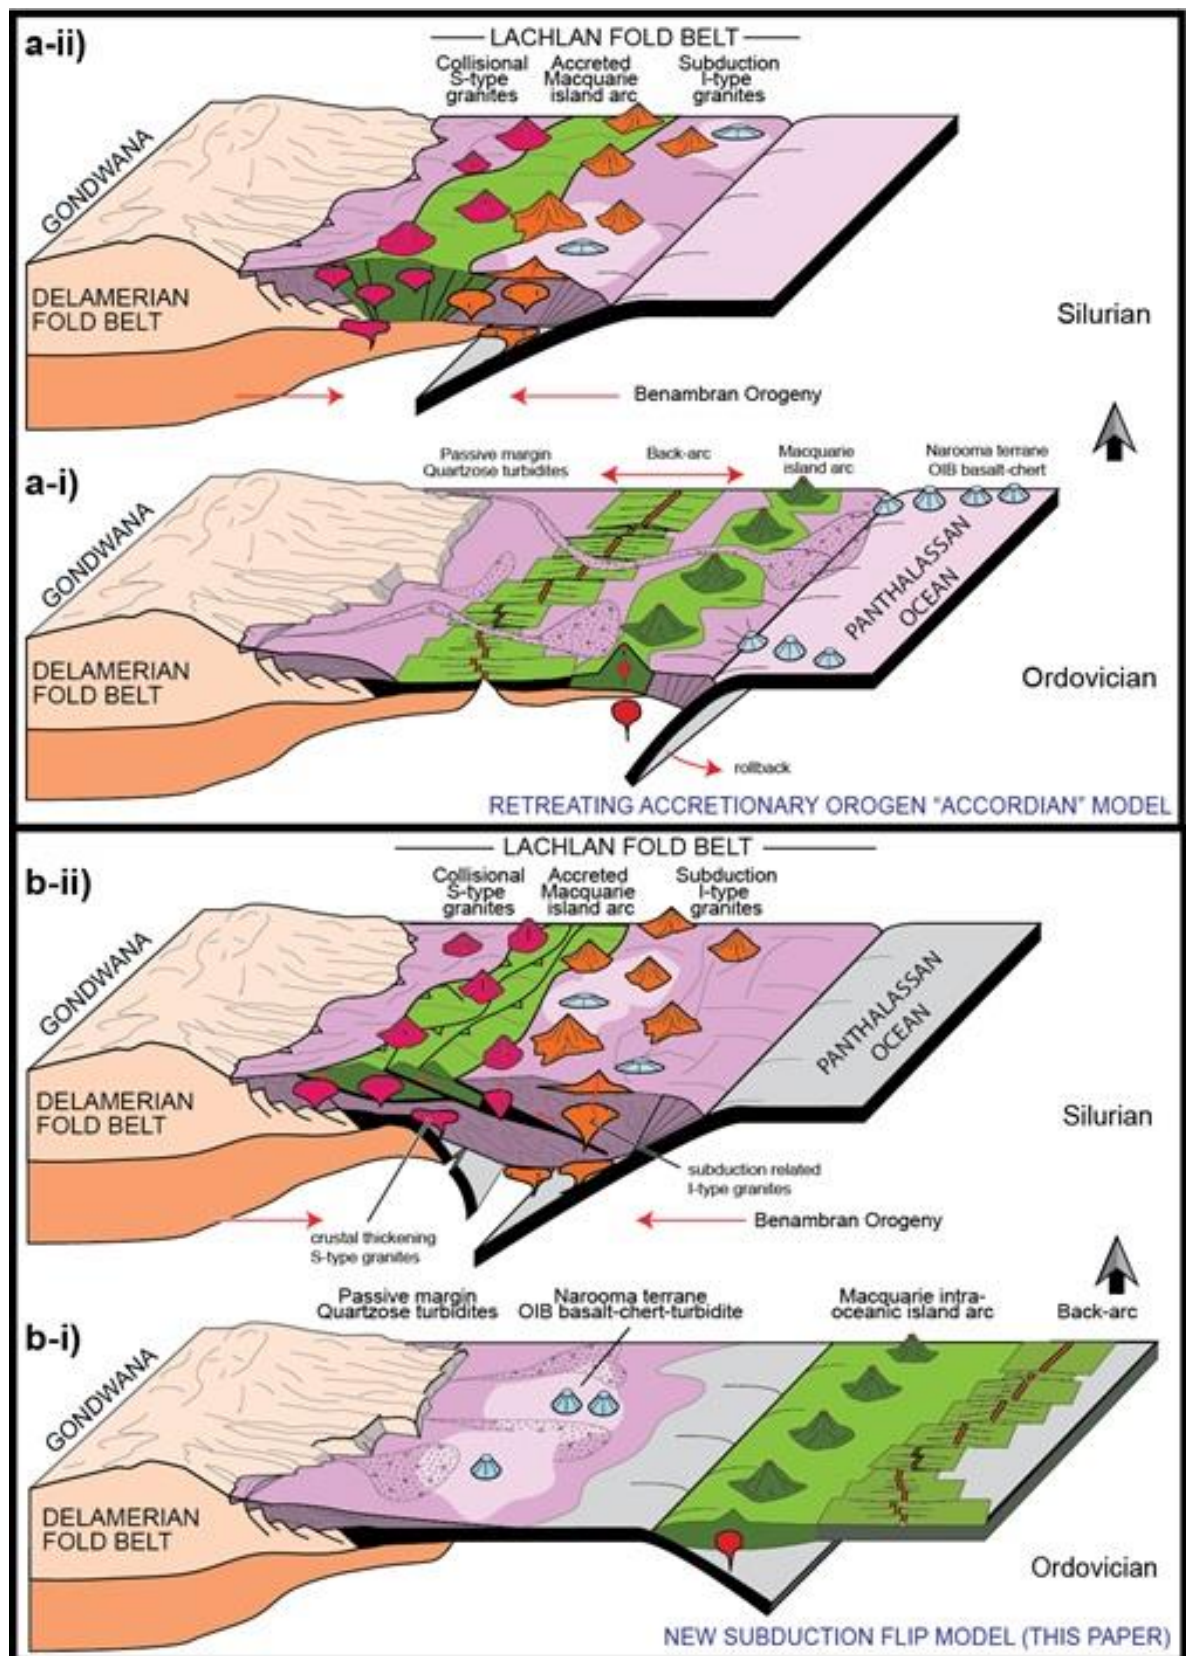 a-ii)
LACHLAN FOLD BELT
Collisional
S-type
granites
Accreted
Macquarie
island arc
Subduction
I-type
granites
GONDWANA
DELAMERIAN
FOLD BELT
Silurian
Benambran Orogeny
a-i)
Passive margin
Quartzose turbidites
Back-arc
Macquarie
island arc
Narooma terrane
OIB basalt-chert
GONDWANA
PANTHALASSAN
OCEAN
DELAMERIAN
FOLD BELT
Ordovician
rollback
RETREATING ACCRETIONARY OROGEN "ACCORDIAN" MODEL
b-ii)
LACHLAN FOLD BELT
Collisional
S-type
granites
Accreted
Macquarie
island arc
Subduction
I-type
granites
GONDWANA
PANTHALASSAN
OCEAN
DELAMERIAN
FOLD BELT
Silurian
subduction related
I-type granites
Benambran Orogeny
crustal thickening
S-type granites
b-i)
Passive margin
Quartzose turbidites
Narooma terrane
OIB basalt-chert-turbidite
Macquarie intra-
oceanic island arc
Back-arc
GONDWANA
DELAMERIAN
FOLD BELT
Ordovician
NEW SUBDUCTION FLIP MODEL (THIS PAPER)